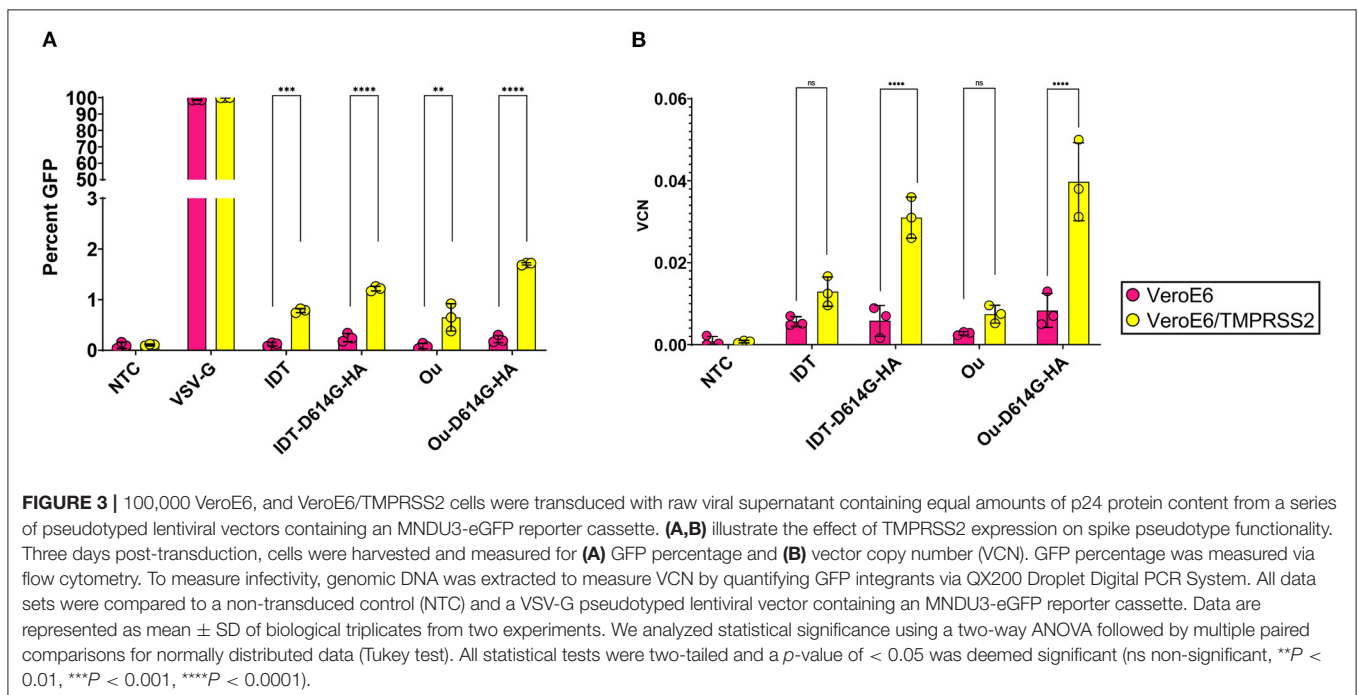 A
B
*** **** ** ****
ns **** ns ****
100
90
80
70
60
50
3
2
1
0
Percent GFP
NTC
VSV-G
IDT
IDT-D614G-HA
Ou
Ou-D614G-HA
0.06
0.04
0.02
0.00
VCN
NTC
IDT
IDT-D614G-HA
Ou
Ou-D614G-HA
VeroE6
VeroE6/TMPRSS2
FIGURE 3 | 100,000 VeroE6, and VeroE6/TMPRSS2 cells were transduced with raw viral supernatant containing equal amounts of p24 protein content from a series
of pseudotyped lentiviral vectors containing an MNDU3-eGFP reporter cassette. (A,B) illustrate the effect of TMPRSS2 expression on spike pseudotype functionality.
Three days post-transduction, cells were harvested and measured for (A) GFP percentage and (B) vector copy number (VCN). GFP percentage was measured via
flow cytometry. To measure infectivity, genomic DNA was extracted to measure VCN by quantifying GFP integrants via QX200 Droplet Digital PCR System. All data
sets were compared to a non-transduced control (NTC) and a VSV-G pseudotyped lentiviral vector containing an MNDU3-eGFP reporter cassette. Data are
represented as mean ± SD of biological triplicates from two experiments. We analyzed statistical significance using a two-way ANOVA followed by multiple paired
comparisons for normally distributed data (Tukey test). All statistical tests were two-tailed and a p-value of < 0.05 was deemed significant (ns non-significant, **P <
0.01, ***P < 0.001, ****P < 0.0001).